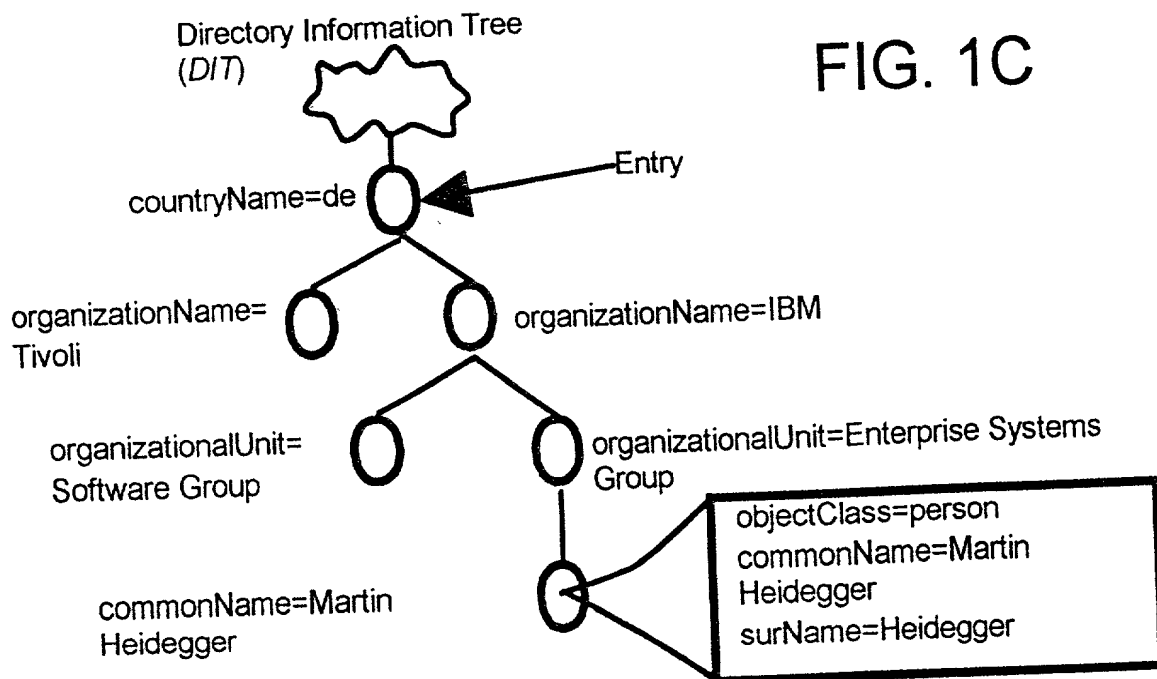 Directory Information Tree
(DIT)
FIG. 1C
Entry
countryName=de
organizationName=
Tivoli
organizationName=IBM
organizationalUnit=
Software Group
organizationalUnit=Enterprise Systems
Group
objectClass=person
commonName=Martin
Heidegger
surName=Heidegger
commonName=Martin
Heidegger